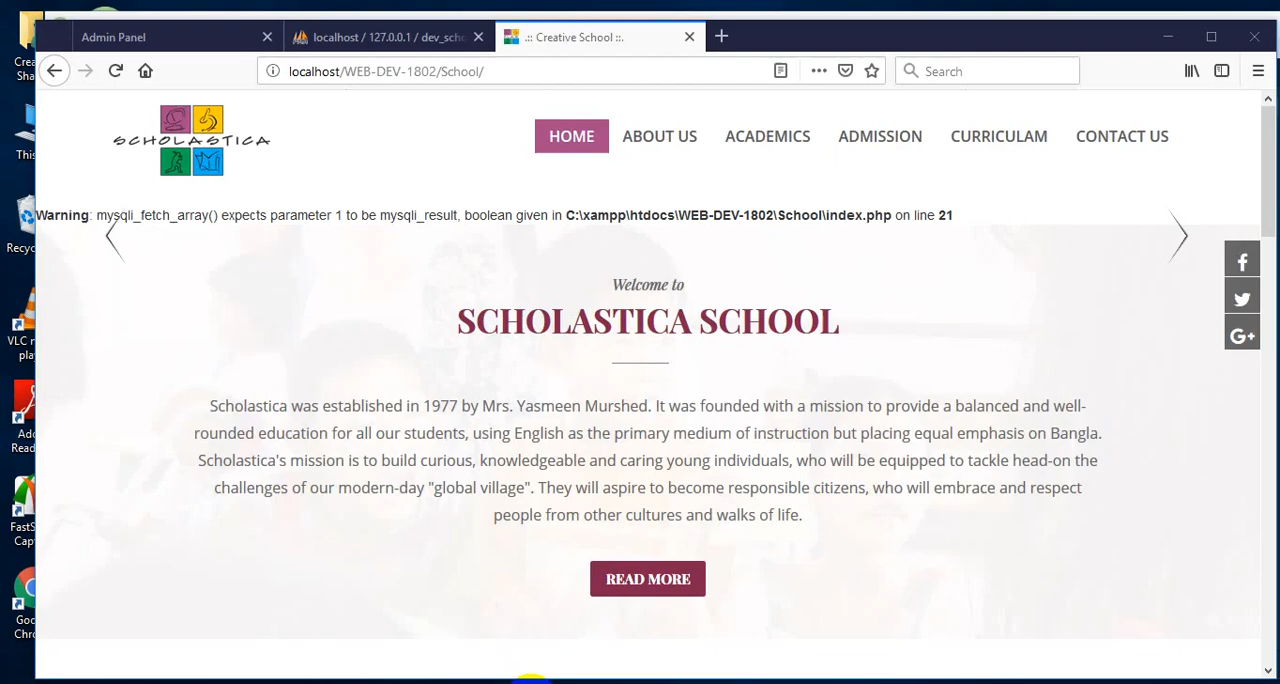 Admin Panel
localhost / 127.0.0.1 / dev_scho
.:: Creative School ::.
localhost/WEB-DEV-1802/School/
Search
SCHOLASTICA
HOME ABOUT US ACADEMICS ADMISSION CURRICULAM CONTACT US
Warning: mysqli_fetch_array() expects parameter 1 to be mysqli_result, boolean given in C:\xampp\htdocs\WEB-DEV-1802\School\index.php on line 21
Welcome to
SCHOLASTICA SCHOOL
Scholastica was established in 1977 by Mrs. Yasmeen Murshed. It was founded with a mission to provide a balanced and well-
rounded education for all our students, using English as the primary medium of instruction but placing equal emphasis on Bangla.
Scholastica's mission is to build curious, knowledgeable and caring young individuals, who will be equipped to tackle head-on the
challenges of our modern-day "global village". They will aspire to become responsible citizens, who will embrace and respect
people from other cultures and walks of life.
READ MORE
G+
Crea
Sha
This
Recyc
VLC m
play
Ado
Read
FastS
Cap
Goo
Chro